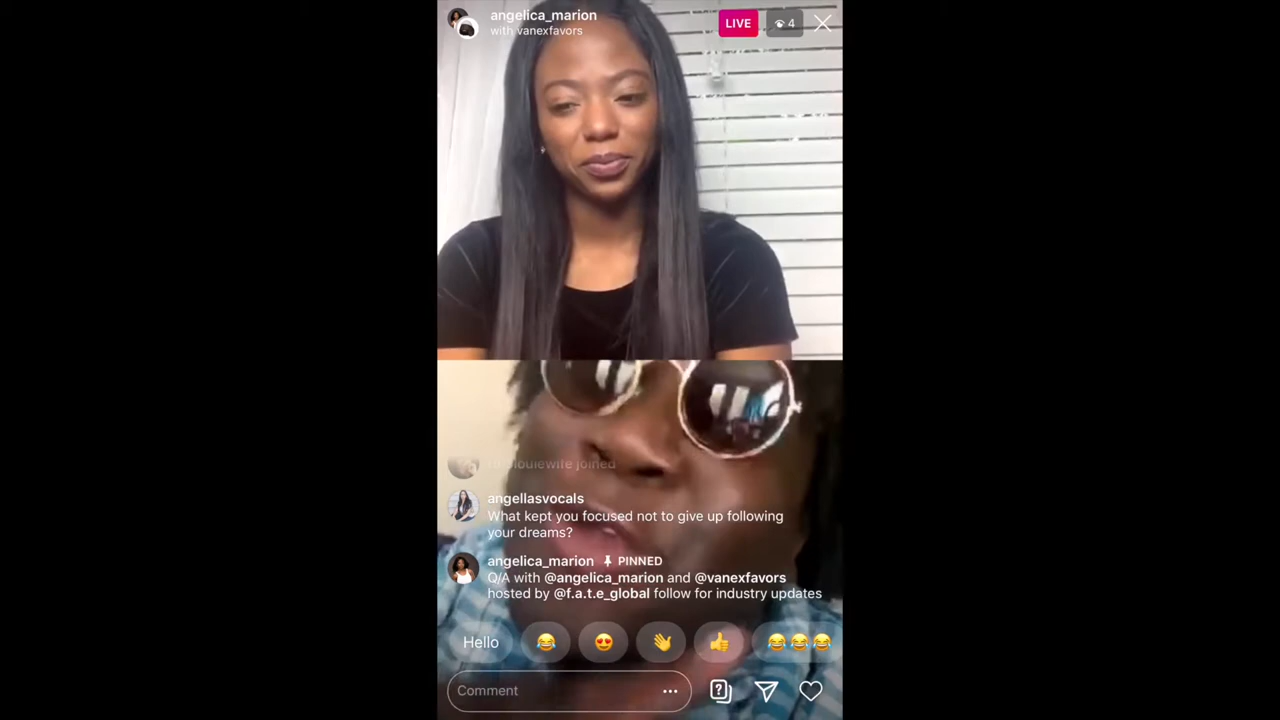 angelica_marion
with vanexfavors
LIVE
4
joined
angellasvocals
What kept you focused not to give up following
your dreams?
angelica_marion PINNED
Q/A with @angelica_marion and @vanexfavors
hosted by @f.a.t.e_global follow for industry updates
Hello
Comment